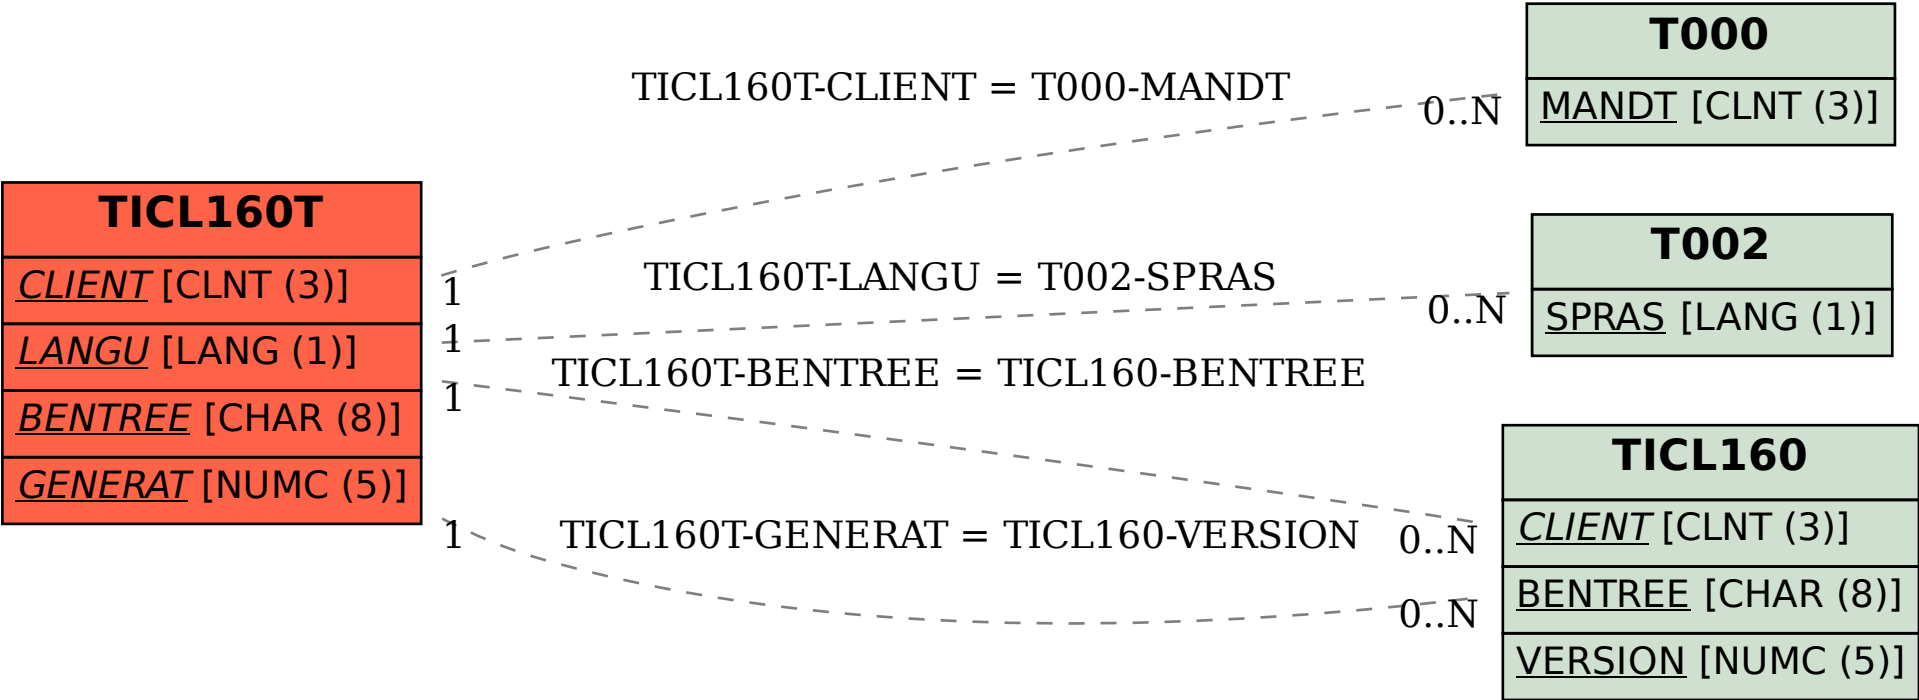 T000
MANDT [CLNT (3)]
TICL160T-CLIENT = T000-MANDT
0..N
1
TICL160T
CLIENT [CLNT (3)]
LANGU [LANG (1)]
BENTREE [CHAR (8)]
GENERAT [NUMC (5)]
T002
SPRAS [LANG (1)]
TICL160T-LANGU = T002-SPRAS
0..N
1
TICL160T-BENTREE = TICL160-BENTREE
1
0..N
TICL160T-GENERAT = TICL160-VERSION
1
0..N
TICL160
CLIENT [CLNT (3)]
BENTREE [CHAR (8)]
VERSION [NUMC (5)]